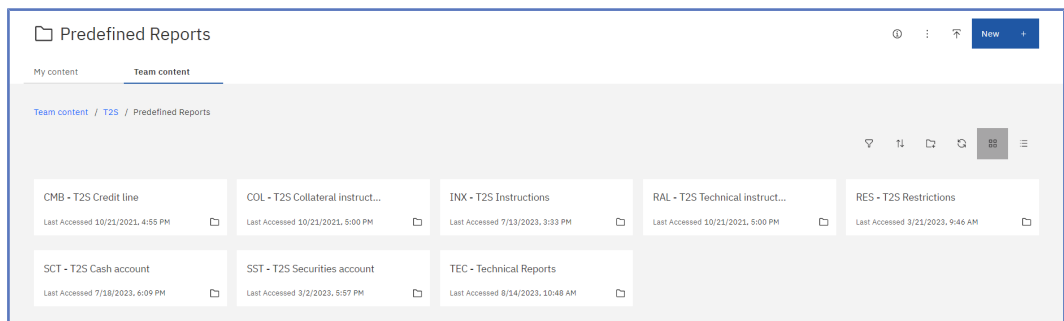 Predefined Reports
New +
My content Team content
Team content / T2S / Predefined Reports
CMB - T2S Credit line
Last Accessed 10/21/2021, 4:55 PM
COL - T2S Collateral instruct...
Last Accessed 10/21/2021, 5:00 PM
INX - T2S Instructions
Last Accessed 7/13/2023, 3:33 PM
RAL - T2S Technical instruct...
Last Accessed 10/21/2021, 5:00 PM
RES - T2S Restrictions
Last Accessed 3/21/2023, 9:46 AM
SCT - T2S Cash account
Last Accessed 7/18/2023, 6:09 PM
SST - T2S Securities account
Last Accessed 3/2/2023, 5:57 PM
TEC - Technical Reports
Last Accessed 8/14/2023, 10:48 AM